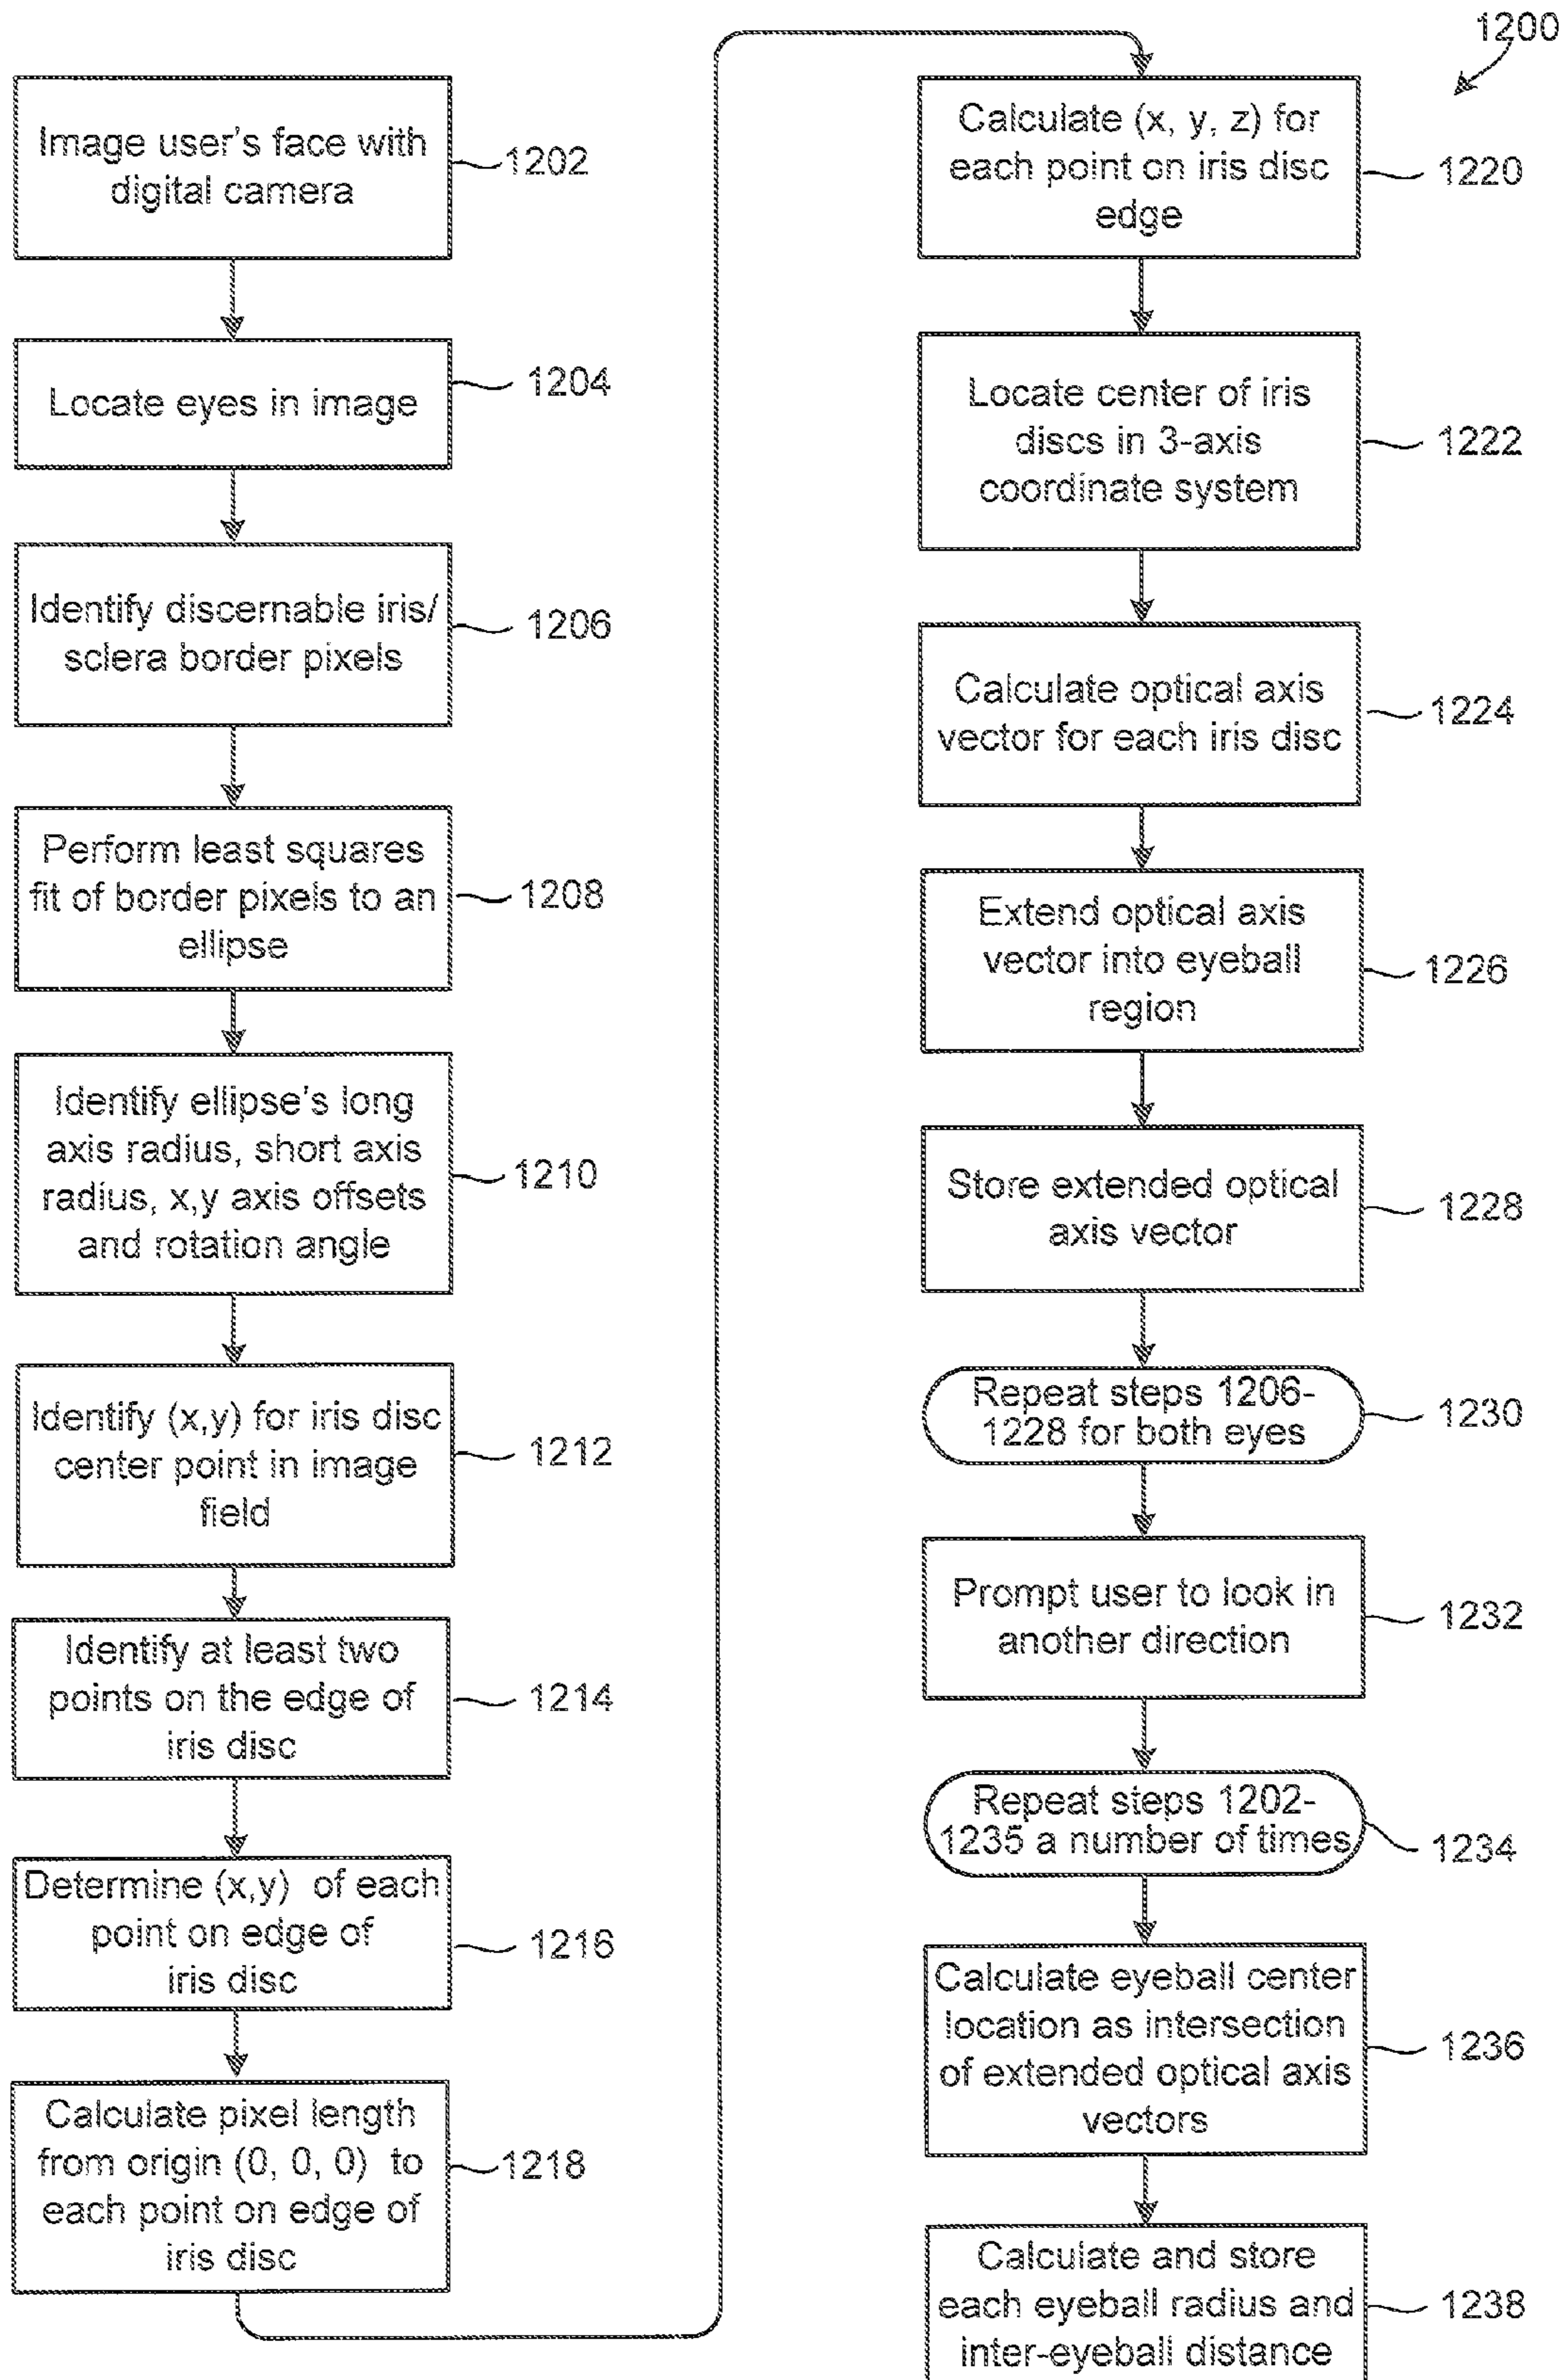 1200
Image user's face with
digital camera
1202
Locate eyes in image
1204
Identify discernable iris/
sclera border pixels
1206
Perform least squares
fit of border pixels to an
ellipse
1208
Identify ellipse's long
axis radius, short axis
radius, x,y axis offsets
and rotation angle
1210
Identify (x,y) for iris disc
center point in image
field
1212
Identify at least two
points on the edge of
iris disc
1214
Determine (x,y) of each
point on edge of
iris disc
1216
Calculate pixel length
from origin (0, 0, 0) to
each point on edge of
iris disc
1218
Calculate (x, y, z) for
each point on iris disc
edge
1220
Locate center of iris
discs in 3-axis
coordinate system
1222
Calculate optical axis
vector for each iris disc
1224
Extend optical axis
vector into eyeball
region
1226
Store extended optical
axis vector
1228
Repeat steps 1206-
1228 for both eyes
1230
Prompt user to look in
another direction
1232
Repeat steps 1202-
1235 a number of times
1234
Calculate eyeball center
location as intersection
of extended optical axis
vectors
1236
Calculate and store
each eyeball radius and
inter-eyeball distance
1238